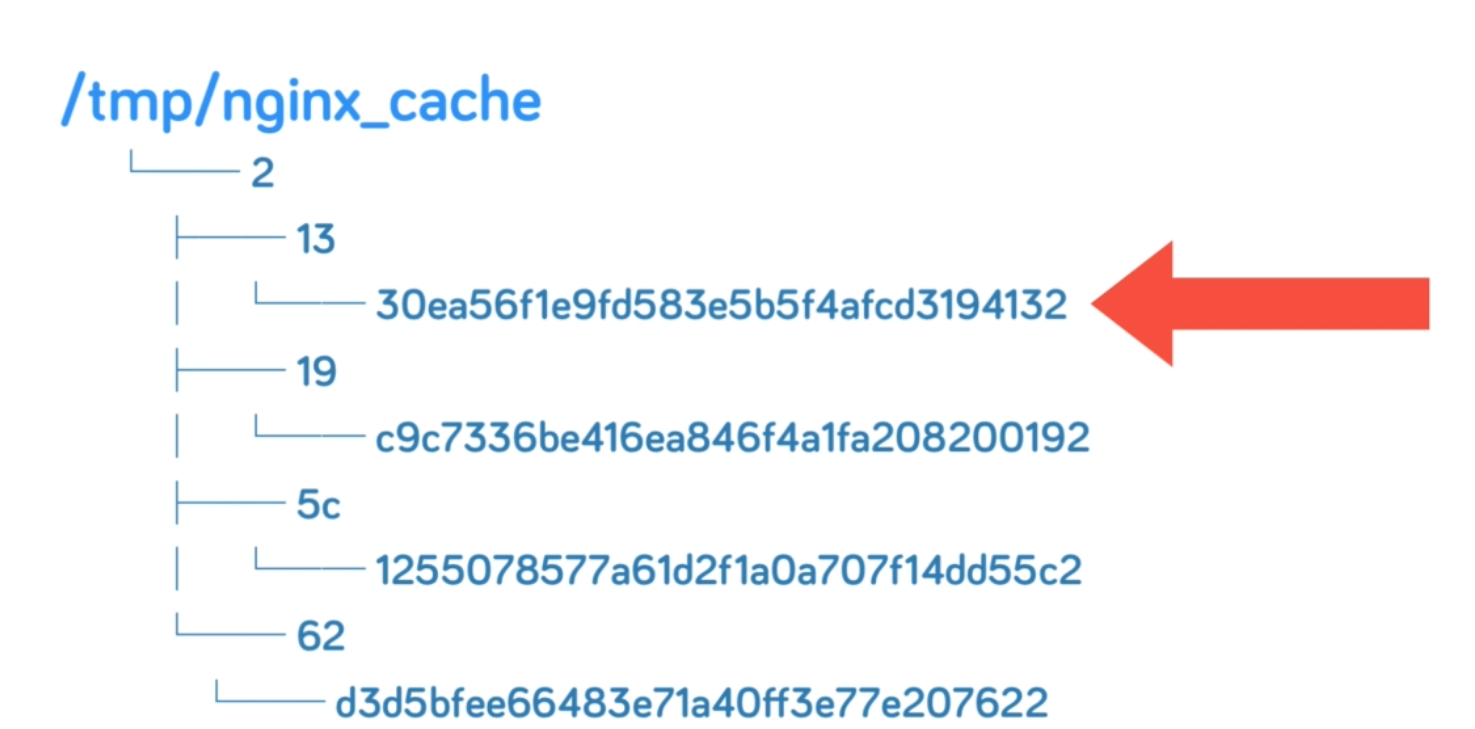 /tmp/nginx_cache
2
13
30ea56f1e9fd583e5b5f4afcd3194132
19
c9c7336be416ea846f4a1fa208200192
5c
1255078577a61d2f1a0a707f14dd55c2
62
d3d5bfee66483e71a40ff3e77e207622